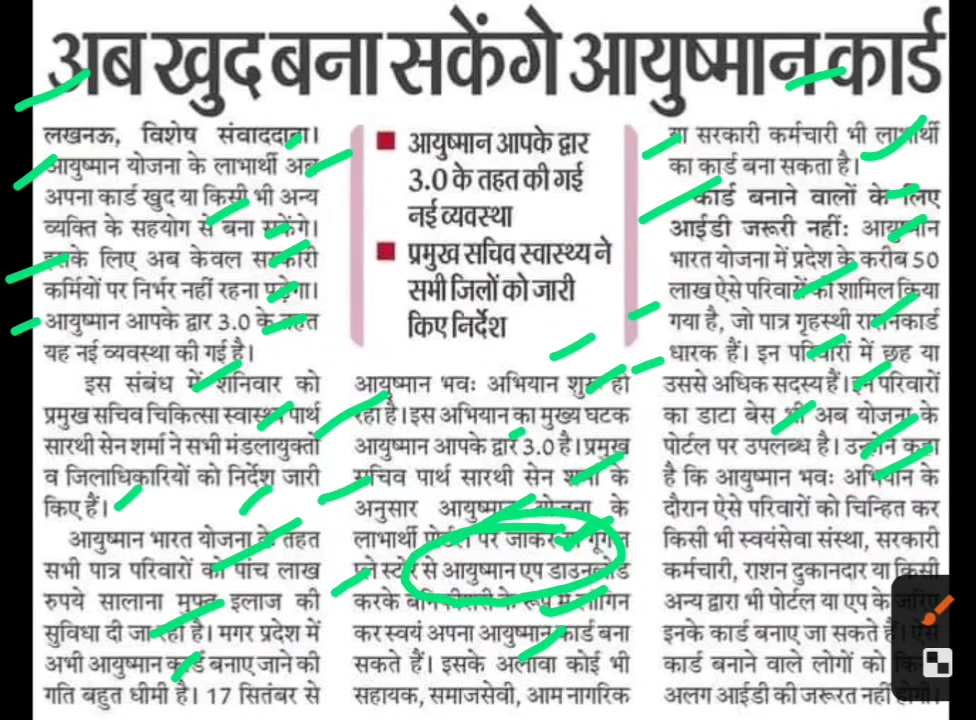 अब खुद बना सकेंगे आयुष्मान कार्ड
लखनऊ, विशेष संवाददाता।
आयुष्मान योजना के लाभार्थी अब
अपना कार्ड खुद या किसी भी अन्य
व्यक्ति के सहयोग से बना सकेंगे।
इसके लिए अब केवल सरकारी
कर्मियों पर निर्भर नहीं रहना पड़ेगा।
आयुष्मान आपके द्वार 3.0 के तहत
यह नई व्यवस्था की गई है।
इस संबंध में शनिवार को
प्रमुख सचिव चिकित्सा स्वास्थ्य पार्थ
सारथी सेन शर्मा ने सभी मंडलायुक्तों
व जिलाधिकारियों को निर्देश जारी
किए हैं।
आयुष्मान भारत योजना के तहत
सभी पात्र परिवारों को पांच लाख
रुपये सालाना मुफ्त इलाज की
सुविधा दी जा रही है। मगर प्रदेश में
अभी आयुष्मान कार्ड बनाए जाने की
गति बहुत धीमी है। 17 सितंबर से
■ आयुष्मान आपके द्वार
3.0 के तहत की गई
नई व्यवस्था
■ प्रमुख सचिव स्वास्थ्य ने
सभी जिलों को जारी
किए निर्देश
आयुष्मान भवः अभियान शुरू हो
रहा है। इस अभियान का मुख्य घटक
आयुष्मान आपके द्वार 3.0 है। प्रमुख
सचिव पार्थ सारथी सेन शर्मा के
अनुसार आयुष्मान योजना के
लाभार्थी पोर्टल पर जाकर या गूगल
प्ले स्टोर से आयुष्मान एप डाउनलोड
करके बेनिफीशरी के रूप में लॉगिन
कर स्वयं अपना आयुष्मान कार्ड बना
सकते हैं। इसके अलावा कोई भी
सहायक, समाजसेवी, आम नागरिक
या सरकारी कर्मचारी भी लाभार्थी
का कार्ड बना सकता है।
कार्ड बनाने वालों के लिए
आईडी जरूरी नहीं: आयुष्मान
भारत योजना में प्रदेश के करीब 50
लाख ऐसे परिवारों को शामिल किया
गया है, जो पात्र गृहस्थी राशनकार्ड
धारक हैं। इन परिवारों में छह या
उससे अधिक सदस्य हैं। इन परिवारों
का डाटा बेस भी अब योजना के
पोर्टल पर उपलब्ध है। उन्होंने कहा
है कि आयुष्मान भवः अभियान के
दौरान ऐसे परिवारों को चिन्हित कर
किसी भी स्वयंसेवा संस्था, सरकारी
कर्मचारी, राशन दुकानदार या किसी
अन्य द्वारा भी पोर्टल या एप के जरिए
इनके कार्ड बनाए जा सकते हैं। ऐसे
कार्ड बनाने वाले लोगों को
अलग आईडी की जरूरत नहीं होगी।